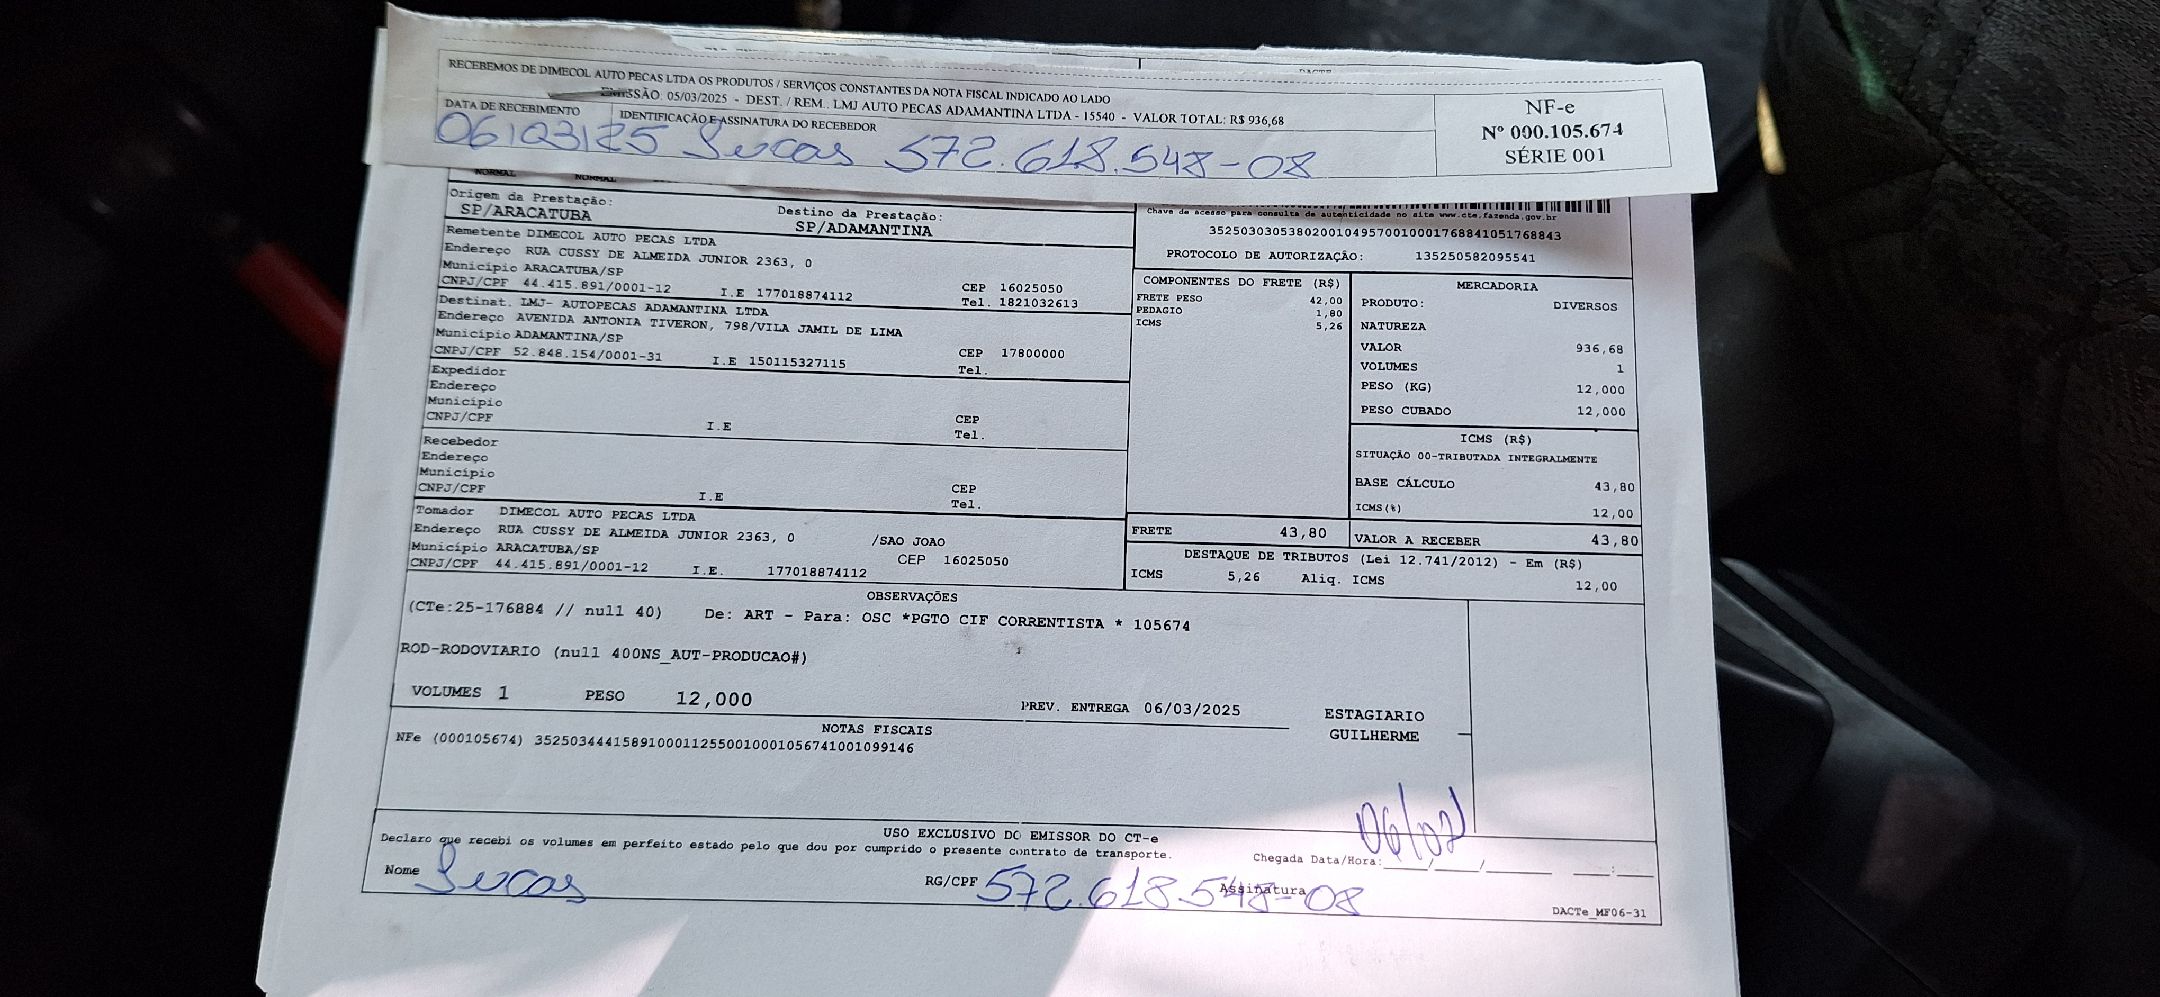 RECEBEMOS DE DIMECOL AUTO PECAS LTDA OS PRODUTOS / SERVIÇOS CONSTANTES DA NOTA FISCAL INDICADO AO LADO
EMISSÃO: 05/03/2025 - DEST. / REM.: LMJ AUTO PECAS ADAMANTINA LTDA - 15540 - VALOR TOTAL: R$ 936,68
DATA DE RECEBIMENTO
IDENTIFICAÇÃO E ASSINATURA DO RECEBEDOR
06/03/25 Lucas 572.618.548-08
NF-e
Nº 000.105.674
SÉRIE 001
DACTE
NORMAL NORMAL
Origem da Prestação:
SP/ARACATUBA
Destino da Prestação:
SP/ADAMANTINA
Remetente DIMECOL AUTO PECAS LTDA
Endereço RUA CUSSY DE ALMEIDA JUNIOR 2363, 0
Município ARACATUBA/SP
CEP 16025050
CNPJ/CPF 44.415.891/0001-12 I.E 177018874112 Tel. 1821032613
Destinat. LMJ- AUTOPECAS ADAMANTINA LTDA
Endereço AVENIDA ANTONIA TIVERON, 798/VILA JAMIL DE LIMA
Município ADAMANTINA/SP CEP 17800000
CNPJ/CPF 52.848.154/0001-31 I.E 150115327115 Tel.
Expedidor
Endereço
Município CEP
CNPJ/CPF I.E Tel.
Recebedor
Endereço
Município CEP
CNPJ/CPF I.E Tel.
Tomador DIMECOL AUTO PECAS LTDA
Endereço RUA CUSSY DE ALMEIDA JUNIOR 2363, 0 /SAO JOAO
Município ARACATUBA/SP CEP 16025050
CNPJ/CPF 44.415.891/0001-12 I.E. 177018874112
Chave de acesso para consulta de autenticidade no site www.cte.fazenda.gov.br
35250303053802001049570010001768841051768843
PROTOCOLO DE AUTORIZAÇÃO: 135250582095541
COMPONENTES DO FRETE (R$)
FRETE PESO 42,00
PEDAGIO 1,80
ICMS 5,26
MERCADORIA
PRODUTO: DIVERSOS
NATUREZA
VALOR 936,68
VOLUMES 1
PESO (KG) 12,000
PESO CUBADO 12,000
ICMS (R$)
SITUAÇÃO 00-TRIBUTADA INTEGRALMENTE
BASE CÁLCULO 43,80
ICMS(%) 12,00
FRETE 43,80
VALOR A RECEBER 43,80
DESTAQUE DE TRIBUTOS (Lei 12.741/2012) - Em (R$)
ICMS 5,26 Aliq. ICMS 12,00
OBSERVAÇÕES
(CTe:25-176884 // null 40) De: ART - Para: OSC *PGTO CIF CORRENTISTA * 105674
ROD-RODOVIARIO (null 400NS_AUT-PRODUCAO#)
VOLUMES 1 PESO 12,000 PREV. ENTREGA 06/03/2025
ESTAGIARIO
GUILHERME
NOTAS FISCAIS
NFe (000105674) 35250344415891000112550010001056741001099146
USO EXCLUSIVO DO EMISSOR DO CT-e
Declaro que recebi os volumes em perfeito estado pelo que dou por cumprido o presente contrato de transporte.
Chegada Data/Hora: ____/____/______ ____:____
Nome Lucas RG/CPF 572.618.548-08 Assinatura
DACTe_MF06-31